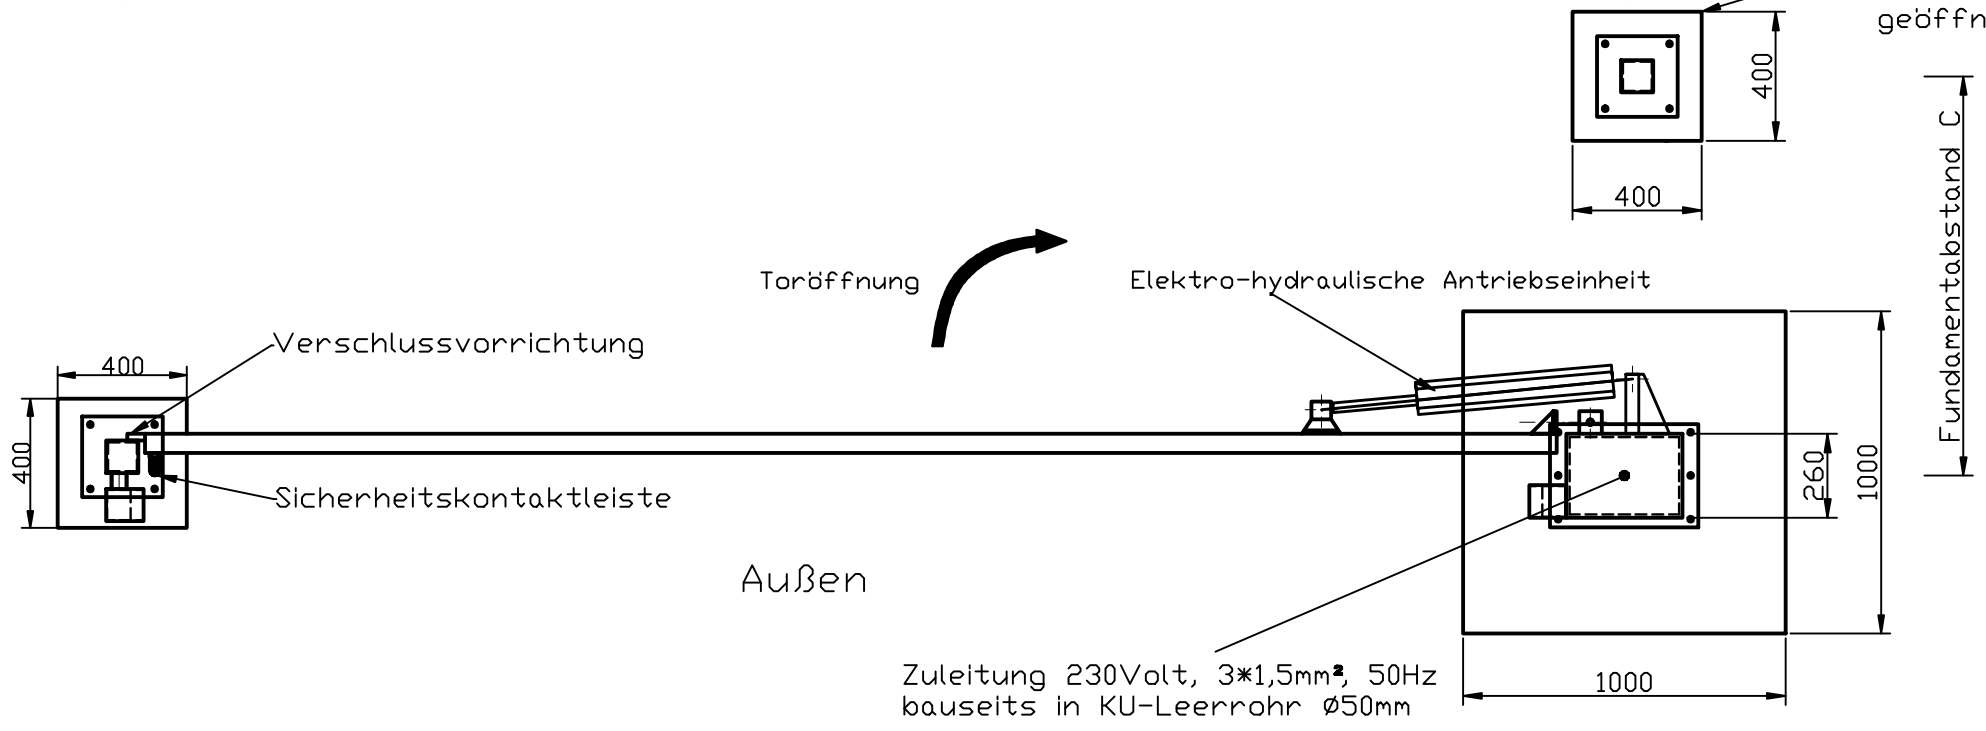 geöffn
400
400
Fundamentabstand C
Toröffnung
Elektro-hydraulische Antriebseinheit
Verschlussvorrichtung
400
400
260
1000
Sicherheitskontaktleiste
Außen
Zuleitung 230Volt, 3*1,5mm², 50Hz
bauseits in KU-Leerrohr Ø50mm
1000